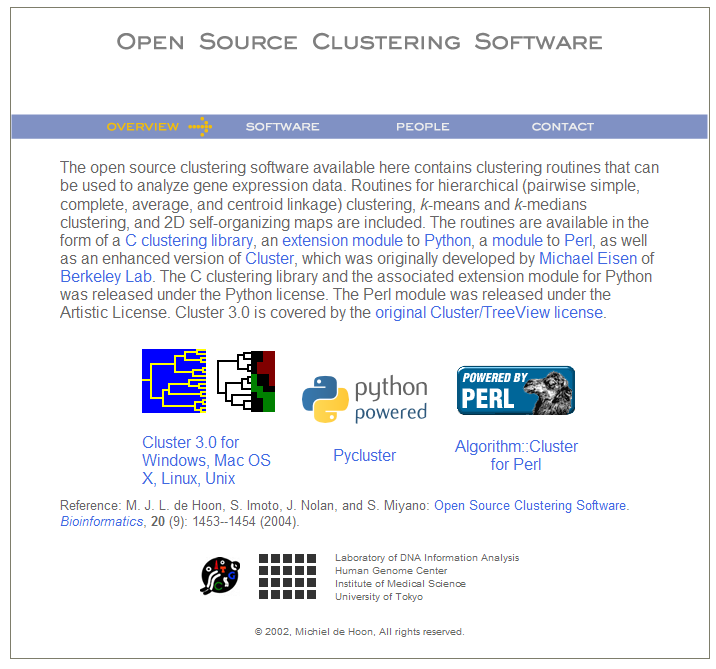 Open Source Clustering Software
OVERVIEW SOFTWARE PEOPLE CONTACT
The open source clustering software available here contains clustering routines that can
be used to analyze gene expression data. Routines for hierarchical (pairwise simple,
complete, average, and centroid linkage) clustering, k-means and k-medians
clustering, and 2D self-organizing maps are included. The routines are available in the
form of a C clustering library, an extension module to Python, a module to Perl, as well
as an enhanced version of Cluster, which was originally developed by Michael Eisen of
Berkeley Lab. The C clustering library and the associated extension module for Python
was released under the Python license. The Perl module was released under the
Artistic License. Cluster 3.0 is covered by the original Cluster/TreeView license.
python
powered
POWERED BY
PERL
Cluster 3.0 for
Windows, Mac OS
X, Linux, Unix
Pycluster
Algorithm::Cluster
for Perl
Reference: M. J. L. de Hoon, S. Imoto, J. Nolan, and S. Miyano: Open Source Clustering Software.
Bioinformatics, 20 (9): 1453--1454 (2004).
Laboratory of DNA Information Analysis
Human Genome Center
Institute of Medical Science
University of Tokyo
© 2002, Michiel de Hoon, All rights reserved.